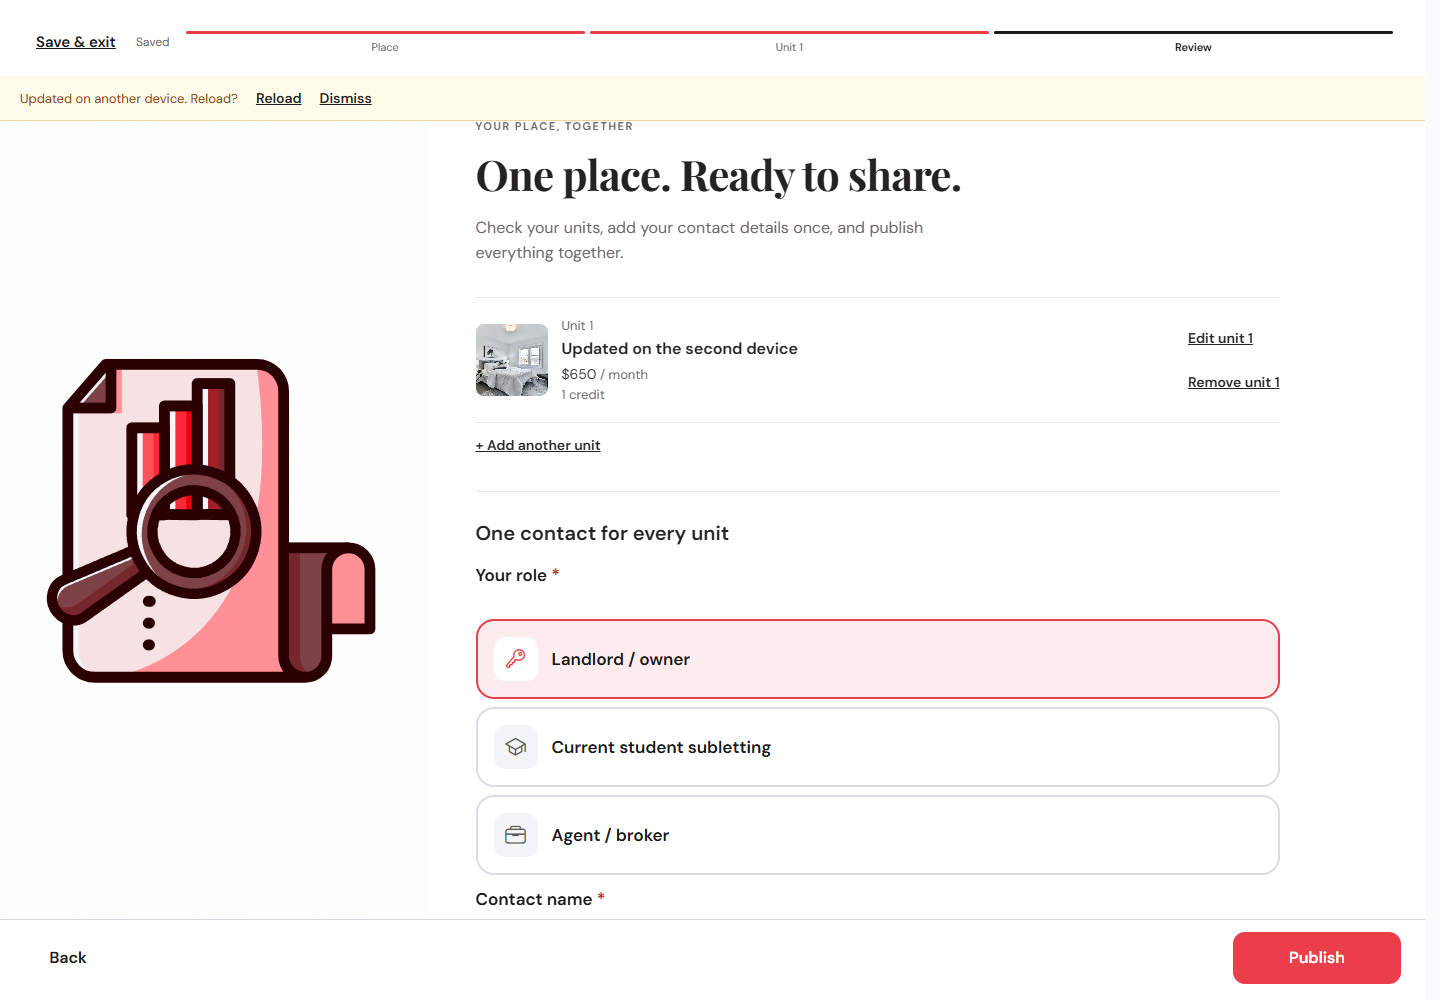 Save & exit
Saved
Place
Unit 1
Review
Updated on another device. Reload?
Reload
Dismiss
YOUR PLACE, TOGETHER
One place. Ready to share.
Check your units, add your contact details once, and publish
everything together.
Unit 1
Updated on the second device
$650 / month
1 credit
Edit unit 1
Remove unit 1
+ Add another unit
One contact for every unit
Your role *
Landlord / owner
Current student subletting
Agent / broker
Contact name *
Back
Publish